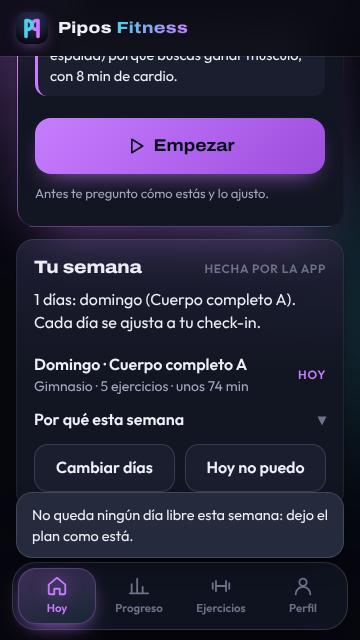 Pipos Fitness
espalda) porque buscas ganar músculo,
con 8 min de cardio.
Empezar
Antes te pregunto cómo estás y lo ajusto.
Tu semana
HECHA POR LA APP
1 días: domingo (Cuerpo completo A).
Cada día se ajusta a tu check-in.
Domingo · Cuerpo completo A
HOY
Gimnasio · 5 ejercicios · unos 74 min
Por qué esta semana
Cambiar días
Hoy no puedo
No queda ningún día libre esta semana: dejo el
plan como está.
Hoy
Progreso
Ejercicios
Perfil